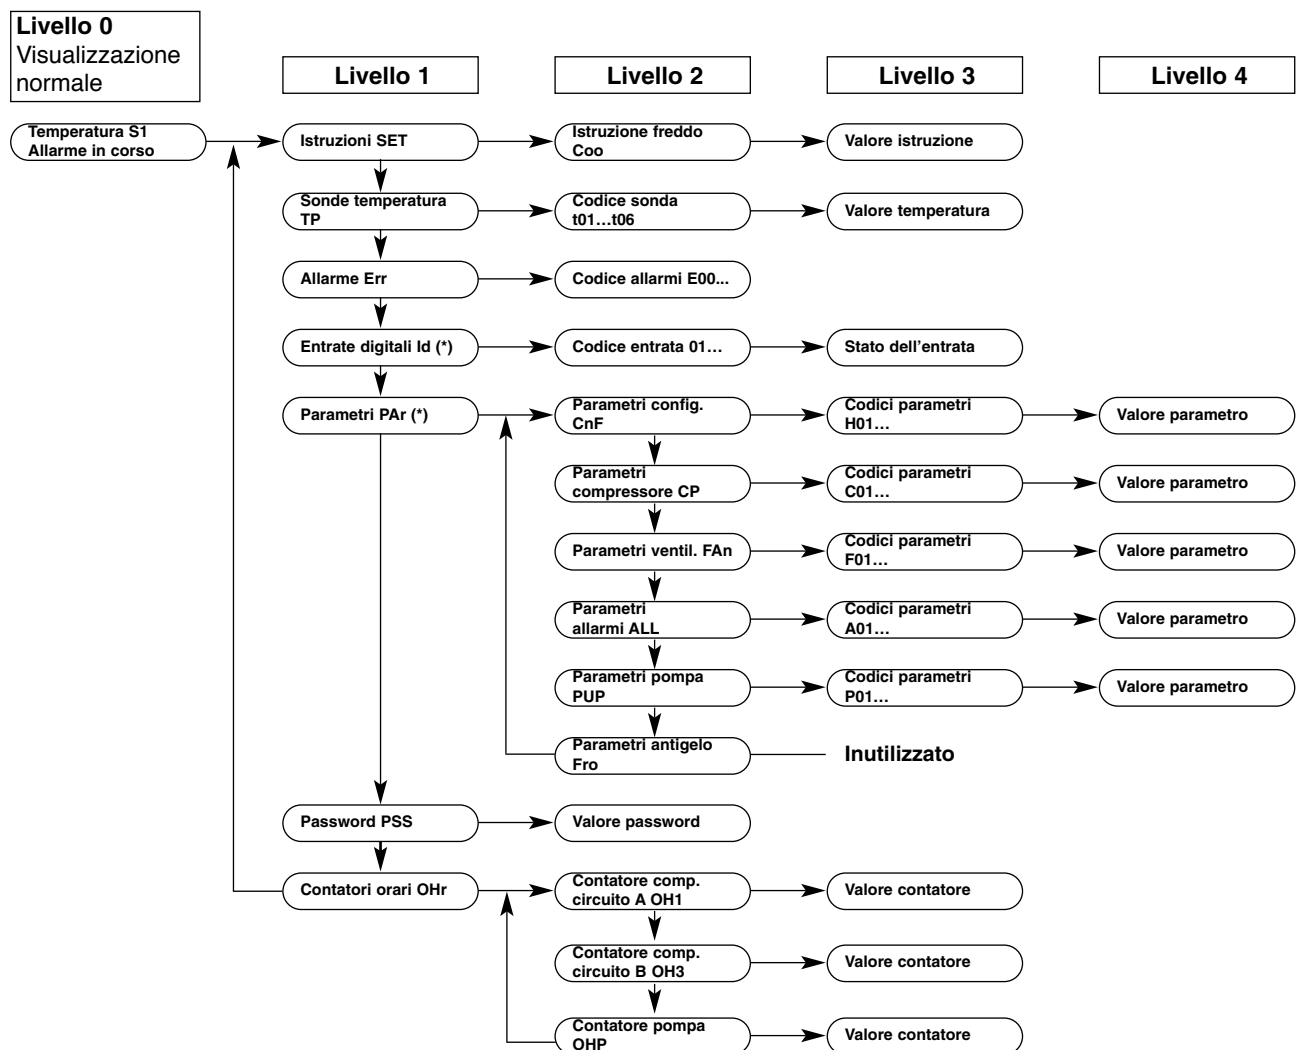 Livello 0
Visualizzazione
normale
Livello 1
Livello 2
Livello 3
Livello 4
Temperatura S1
Allarme in corso
Istruzioni SET
Istruzione freddo
Coo
Valore istruzione
Sonde temperatura
TP
Codice sonda
t01...t06
Valore temperatura
Allarme Err
Codice allarmi E00...
Entrate digitali Id (*)
Codice entrata 01...
Stato dell'entrata
Parametri PAr (*)
Parametri config.
CnF
Codici parametri
H01...
Valore parametro
Parametri
compressore CP
Codici parametri
C01...
Valore parametro
Parametri ventil. FAn
Codici parametri
F01...
Valore parametro
Parametri
allarmi ALL
Codici parametri
A01...
Valore parametro
Parametri pompa
PUP
Codici parametri
P01...
Valore parametro
Parametri antigelo
Fro
Inutilizzato
Password PSS
Valore password
Contatori orari OHr
Contatore comp.
circuito A OH1
Valore contatore
Contatore comp.
circuito B OH3
Valore contatore
Contatore pompa
OHP
Valore contatore